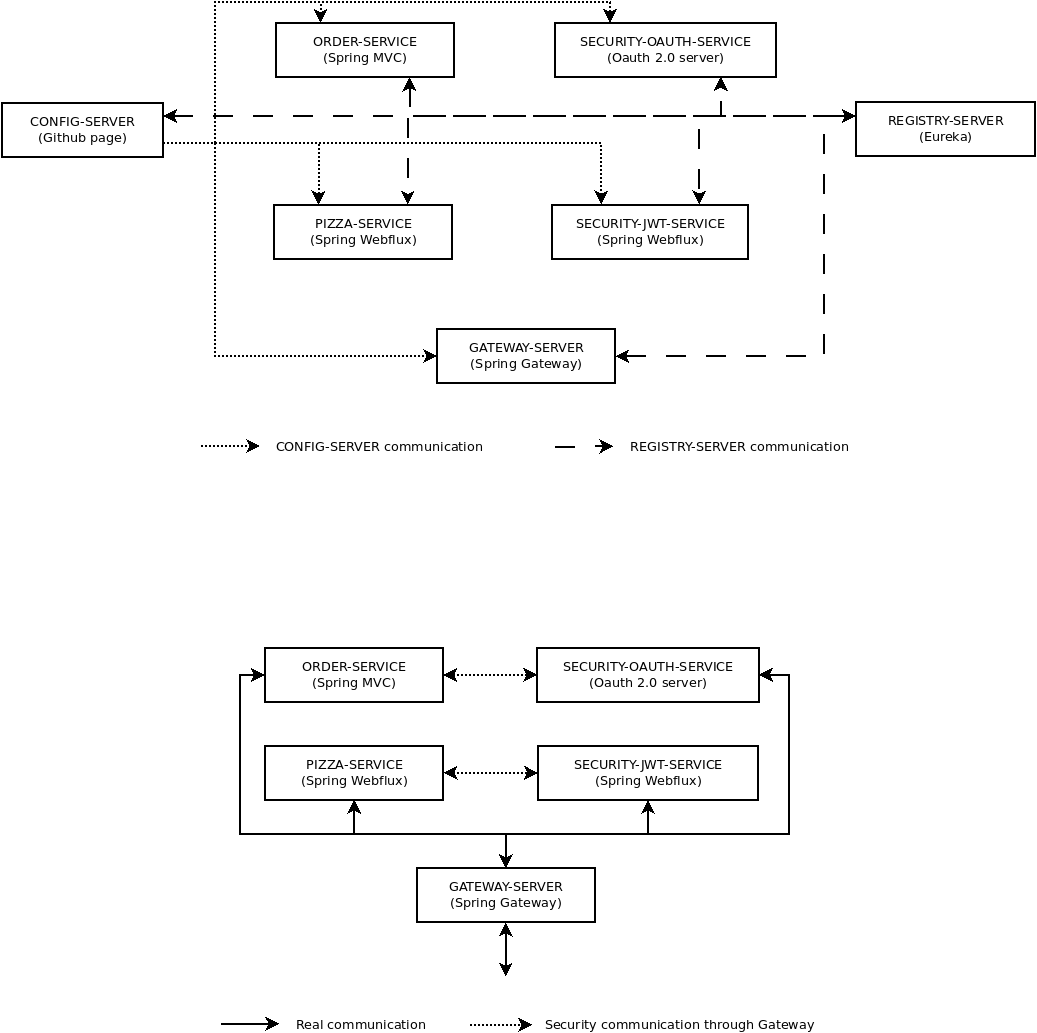 ORDER-SERVICE
(Spring MVC)
SECURITY-OAUTH-SERVICE
(Oauth 2.0 server)
CONFIG-SERVER
(Github page)
REGISTRY-SERVER
(Eureka)
PIZZA-SERVICE
(Spring Webflux)
SECURITY-JWT-SERVICE
(Spring Webflux)
GATEWAY-SERVER
(Spring Gateway)
CONFIG-SERVER communication
REGISTRY-SERVER communication
ORDER-SERVICE
(Spring MVC)
SECURITY-OAUTH-SERVICE
(Oauth 2.0 server)
PIZZA-SERVICE
(Spring Webflux)
SECURITY-JWT-SERVICE
(Spring Webflux)
GATEWAY-SERVER
(Spring Gateway)
Real communication
Security communication through Gateway